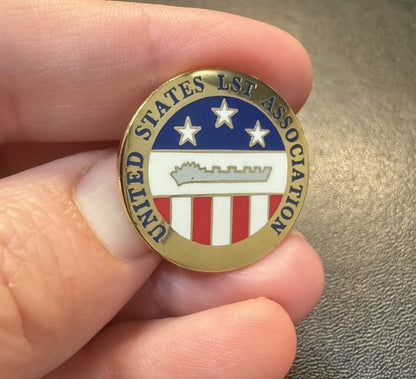 UNITED STATES LST ASSOCIATION